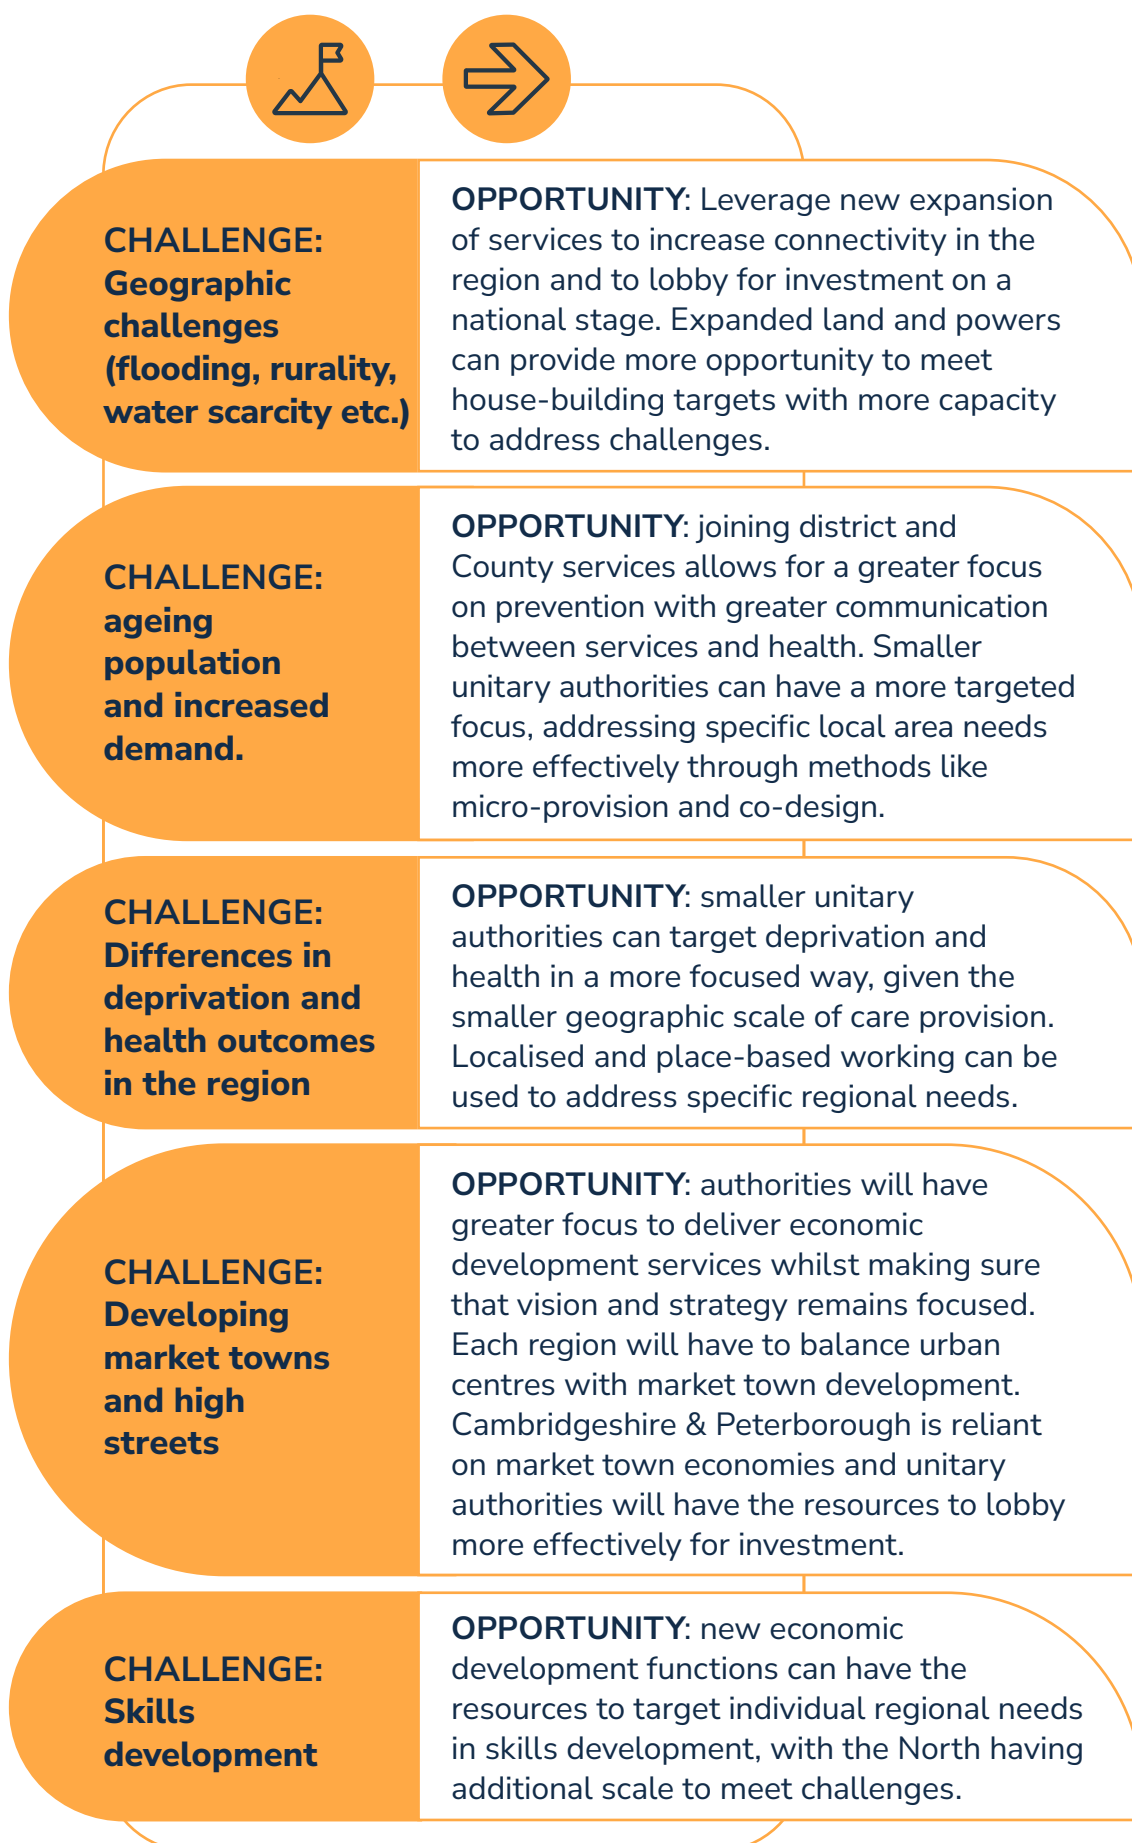 CHALLENGE:
Geographic
challenges
(flooding, rurality,
water scarcity etc.)
OPPORTUNITY: Leverage new expansion
of services to increase connectivity in the
region and to lobby for investment on a
national stage. Expanded land and powers
can provide more opportunity to meet
house-building targets with more capacity
to address challenges.
CHALLENGE:
ageing
population
and increased
demand.
OPPORTUNITY: joining district and
County services allows for a greater focus
on prevention with greater communication
between services and health. Smaller
unitary authorities can have a more targeted
focus, addressing specific local area needs
more effectively through methods like
micro-provision and co-design.
CHALLENGE:
Differences in
deprivation and
health outcomes
in the region
OPPORTUNITY: smaller unitary
authorities can target deprivation and
health in a more focused way, given the
smaller geographic scale of care provision.
Localised and place-based working can be
used to address specific regional needs.
CHALLENGE:
Developing
market towns
and high
streets
OPPORTUNITY: authorities will have
greater focus to deliver economic
development services whilst making sure
that vision and strategy remains focused.
Each region will have to balance urban
centres with market town development.
Cambridgeshire & Peterborough is reliant
on market town economies and unitary
authorities will have the resources to lobby
more effectively for investment.
CHALLENGE:
Skills
development
OPPORTUNITY: new economic
development functions can have the
resources to target individual regional needs
in skills development, with the North having
additional scale to meet challenges.